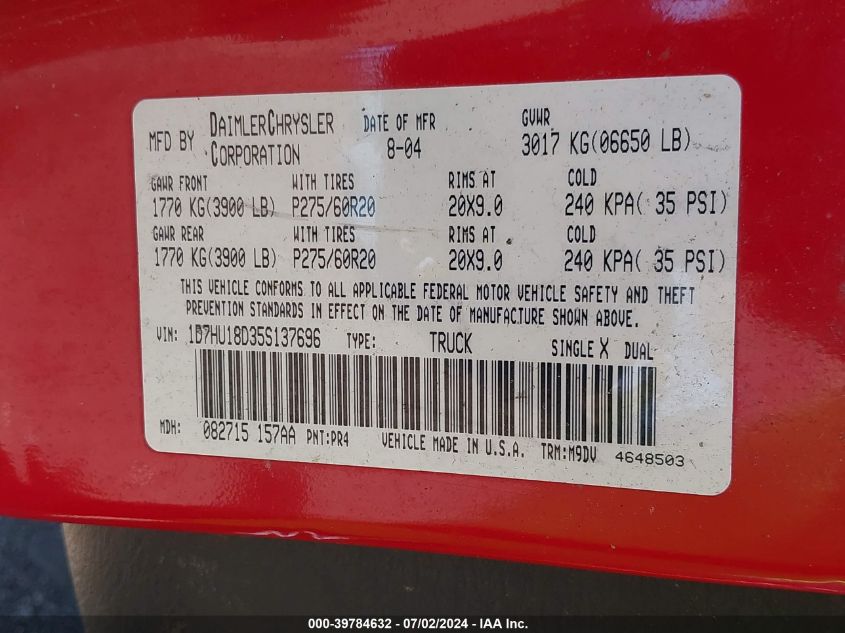 MFD BY DAIMLERCHRYSLER CORPORATION DATE OF MFR 8-04 GVWR 3017 KG(06650 LB)
GAWR FRONT WITH TIRES RIMS AT COLD
1770 KG(3900 LB) P275/60R20 20X9.0 240 KPA( 35 PSI)
GAWR REAR WITH TIRES RIMS AT COLD
1770 KG(3900 LB) P275/60R20 20X9.0 240 KPA( 35 PSI)
THIS VEHICLE CONFORMS TO ALL APPLICABLE FEDERAL MOTOR VEHICLE SAFETY AND THEFT
PREVENTION STANDARDS IN EFFECT ON THE DATE OF MANUFACTURE SHOWN ABOVE.
VIN: 1D7HU18D35S137696 TYPE: TRUCK SINGLE X DUAL
MDH: 082715 157AA PNT:PR4 VEHICLE MADE IN U.S.A. TRM:M9DV 4648503
000-39784632 - 07/02/2024 - IAA Inc.